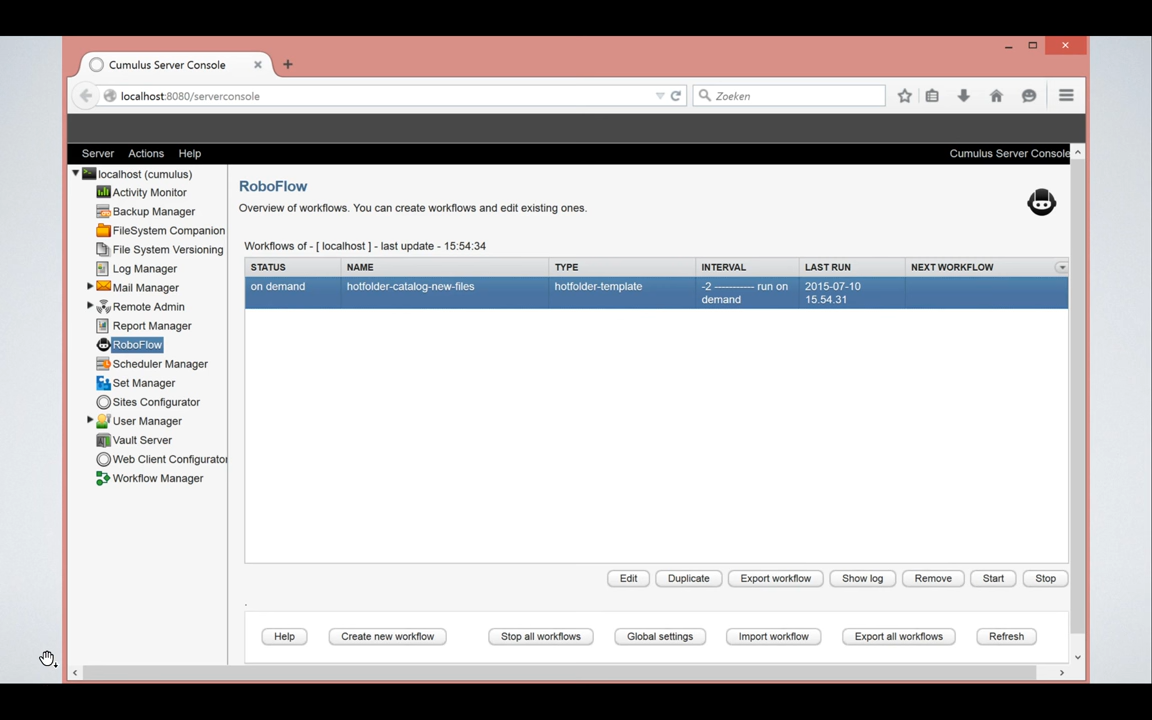 Cumulus Server Console
localhost:8080/serverconsole
Zoeken
Server Actions Help
Cumulus Server Console
localhost (cumulus)
Activity Monitor
Backup Manager
FileSystem Companion
File System Versioning
Log Manager
Mail Manager
Remote Admin
Report Manager
RoboFlow
Scheduler Manager
Set Manager
Sites Configurator
User Manager
Vault Server
Web Client Configurator
Workflow Manager
RoboFlow
Overview of workflows. You can create workflows and edit existing ones.
Workflows of - [ localhost ] - last update - 15:54:34
STATUS NAME TYPE INTERVAL LAST RUN NEXT WORKFLOW
on demand hotfolder-catalog-new-files hotfolder-template -2 ----------- run on 2015-07-10
demand 15.54.31
Edit Duplicate Export workflow Show log Remove Start Stop
.
Help Create new workflow Stop all workflows Global settings Import workflow Export all workflows Refresh